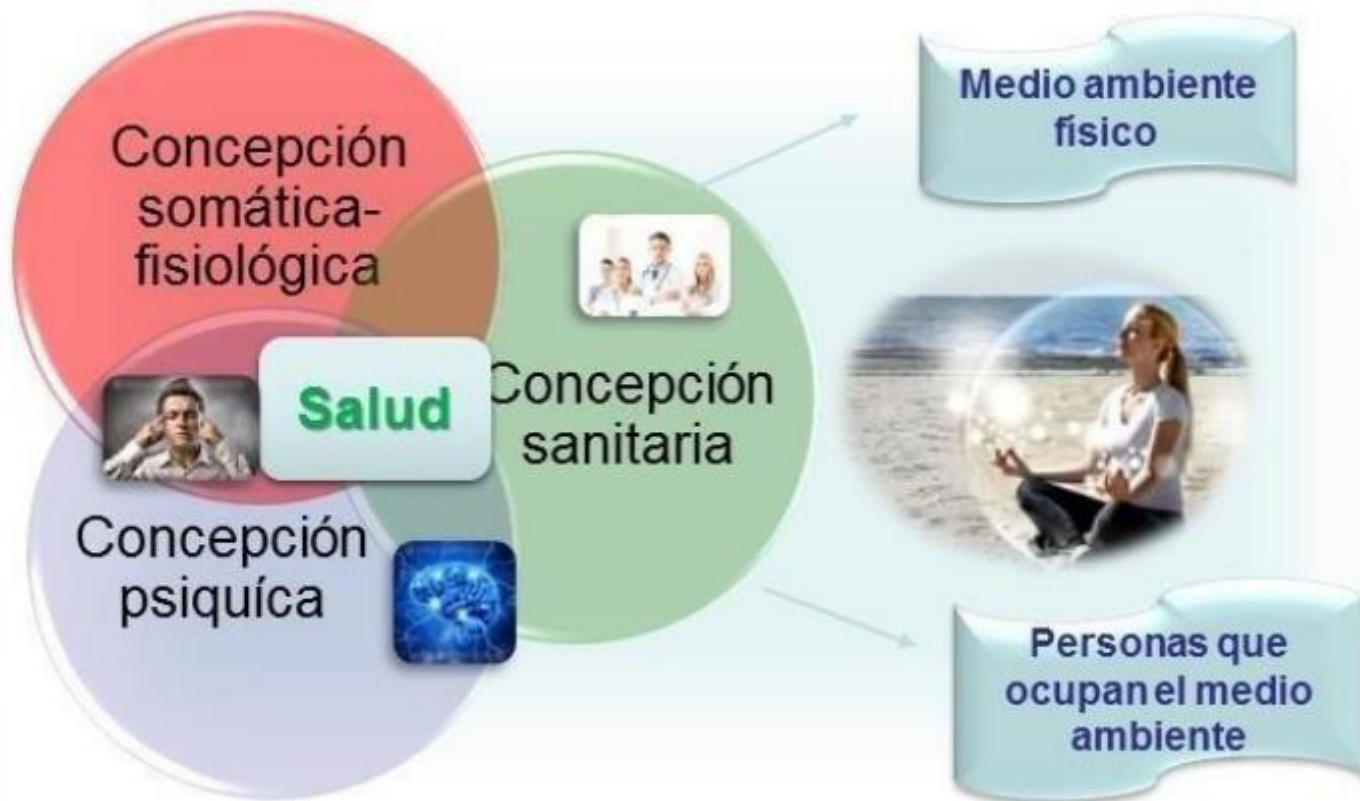 Concepción
somática-
fisiológica
Salud
Concepción
sanitaria
Concepción
psiquíca
Medio ambiente
físico
Personas que
ocupan el medio
ambiente